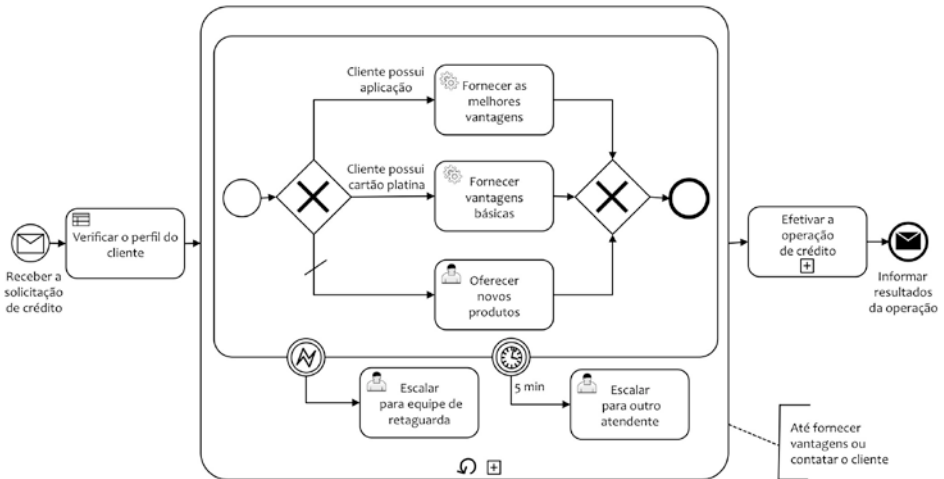 Receber a
solicitação
de crédito
Verificar o perfil do
cliente
Cliente possui
aplicação
Fornecer as
melhores
vantagens
Cliente possui
cartão platina
Fornecer
vantagens
básicas
Oferecer
novos
produtos
Escalar
para equipe de
retaguarda
5 min
Escalar
para outro
atendente
Efetivar a
operação
de crédito
Informar
resultados
da operação
Até fornecer
vantagens ou
contatar o cliente